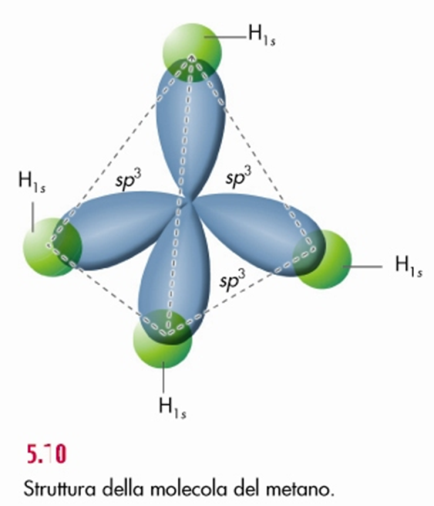 H1s
sp³
sp³
H1s
H1s
sp³
H1s
5.10
Struttura della molecola del metano.